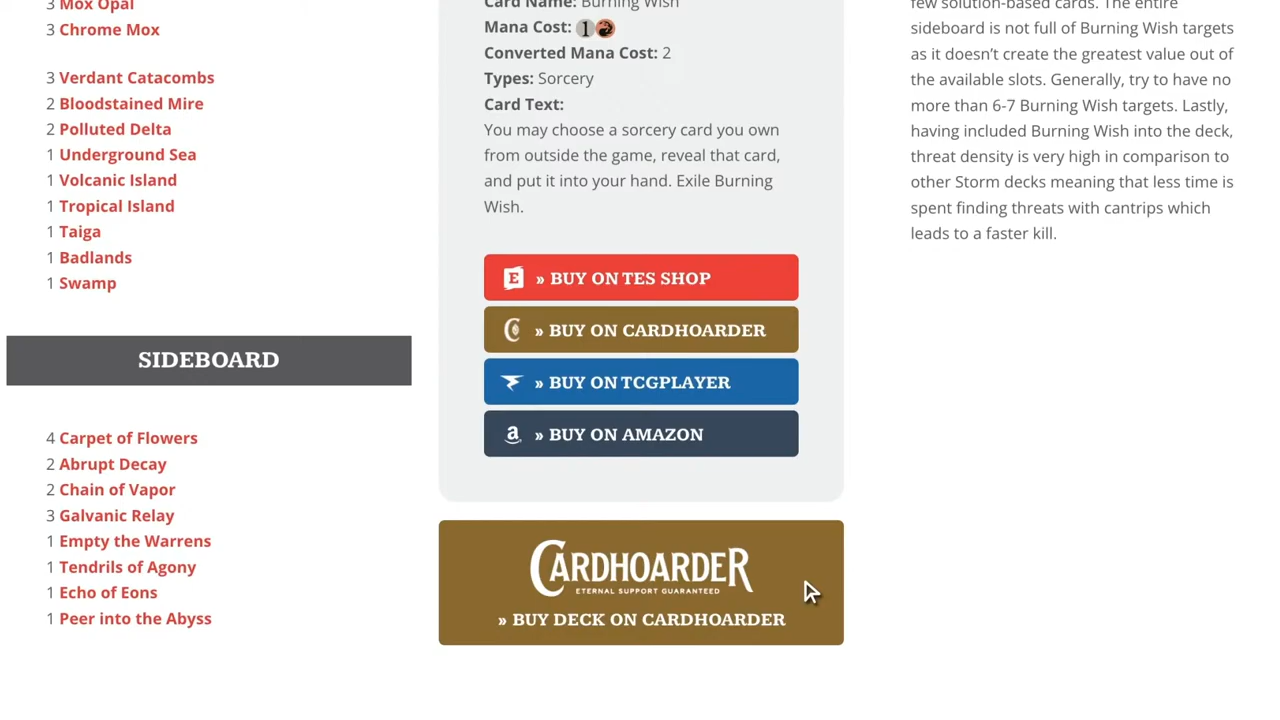 3 Mox Opal
3 Chrome Mox
3 Verdant Catacombs
2 Bloodstained Mire
2 Polluted Delta
1 Underground Sea
1 Volcanic Island
1 Tropical Island
1 Taiga
1 Badlands
1 Swamp
SIDEBOARD
4 Carpet of Flowers
2 Abrupt Decay
2 Chain of Vapor
3 Galvanic Relay
1 Empty the Warrens
1 Tendrils of Agony
1 Echo of Eons
1 Peer into the Abyss
Card Name: Burning Wish
Mana Cost: 1
Converted Mana Cost: 2
Types: Sorcery
Card Text:
You may choose a sorcery card you own
from outside the game, reveal that card,
and put it into your hand. Exile Burning
Wish.
E » BUY ON TES SHOP
C » BUY ON CARDHOARDER
» BUY ON TCGPLAYER
a » BUY ON AMAZON
CARDHOARDER
ETERNAL SUPPORT GUARANTEED
» BUY DECK ON CARDHOARDER
few solution-based cards. The entire
sideboard is not full of Burning Wish targets
as it doesn’t create the greatest value out of
the available slots. Generally, try to have no
more than 6-7 Burning Wish targets. Lastly,
having included Burning Wish into the deck,
threat density is very high in comparison to
other Storm decks meaning that less time is
spent finding threats with cantrips which
leads to a faster kill.